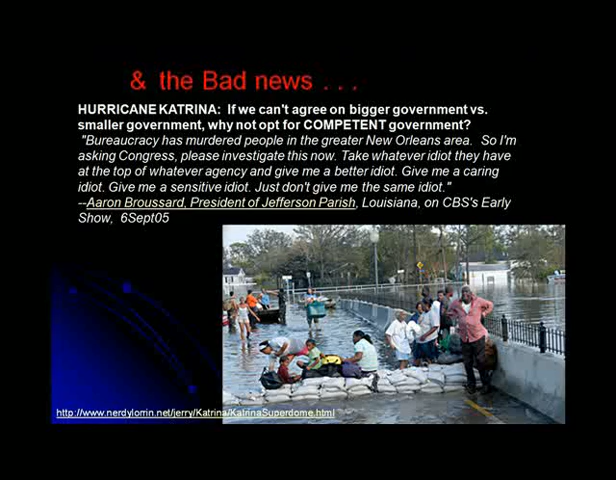 & the Bad news . . .
HURRICANE KATRINA:  If we can't agree on bigger government vs.
smaller government, why not opt for COMPETENT government?
"Bureaucracy has murdered people in the greater New Orleans area.  So I'm
asking Congress, please investigate this now.  Take whatever idiot they have
at the top of whatever agency and give me a better idiot.  Give me a caring
idiot. Give me a sensitive idiot.  Just don't give me the same idiot."
--Aaron Broussard, President of Jefferson Parish, Louisiana, on CBS's Early
Show,  6Sept05
http://www.nerdylorrin.net/jerry/Katrina/KatrinaSuperdome.html